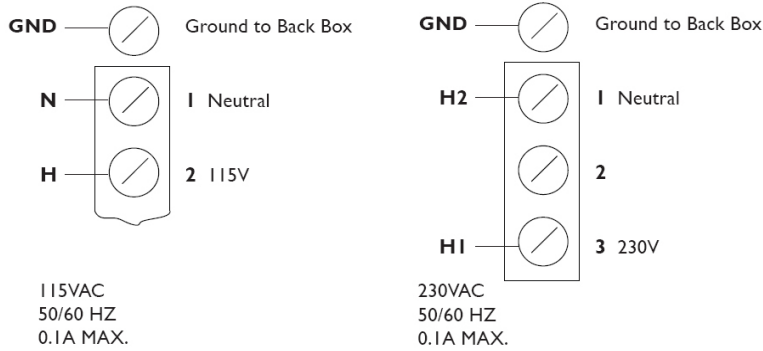 GND Ground to Back Box
N 1 Neutral
H 2 115V
115VAC
50/60 HZ
0.1A MAX.
GND Ground to Back Box
H2 1 Neutral
2
H1 3 230V
230VAC
50/60 HZ
0.1A MAX.